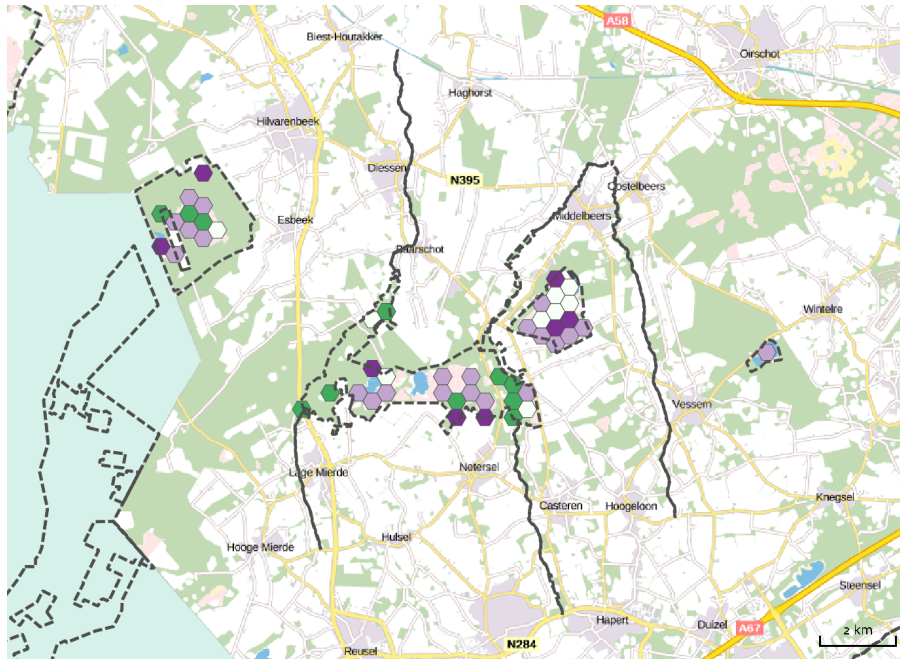 A58
Biest-Houtakker
Oirschot
Haghorst
Hilvarenbeek
Diessen
N395
Oostelbeers
Middelbeers
Esbeek
Baarschot
Wintelre
Vessem
Lage Mierde
Netersel
Knegsel
Casteren
Hoogeloon
Hulsel
Hooge Mierde
Steensel
Hapert
Duizel
A67
2 km
N284
Reusel